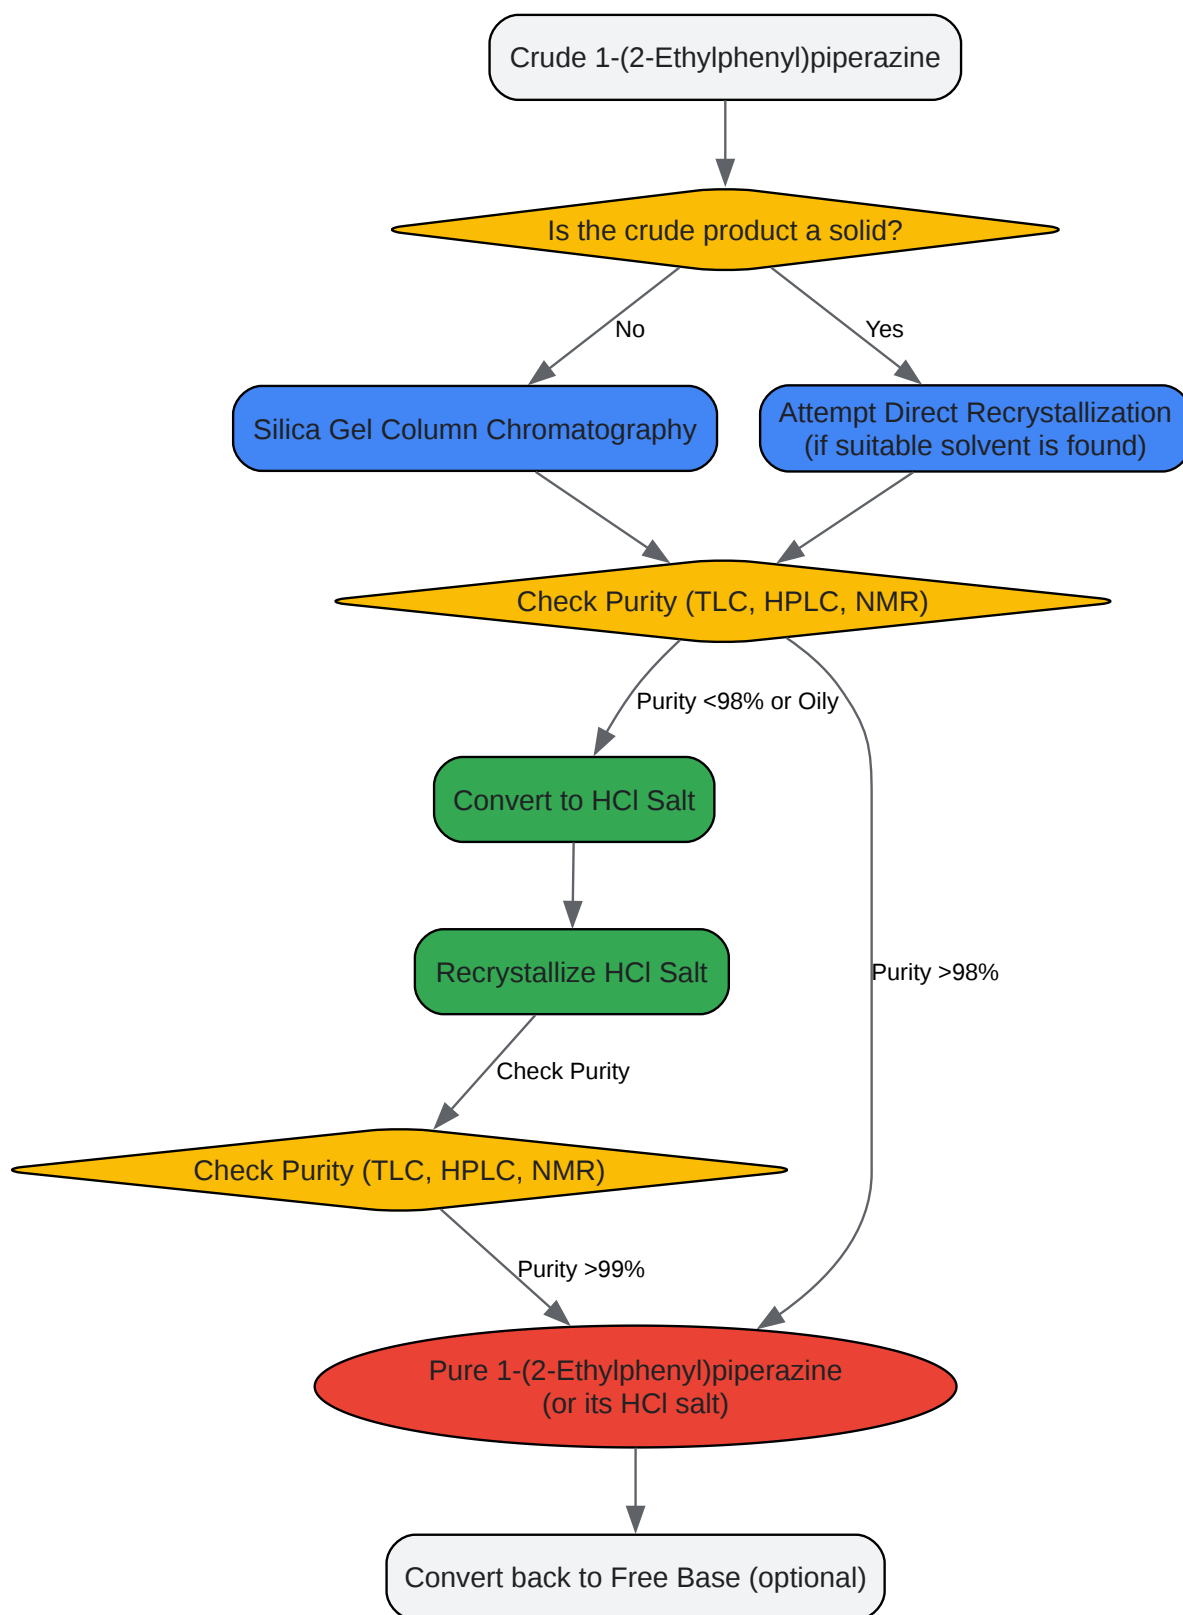 Crude 1-(2-Ethylphenyl)piperazine
Is the crude product a solid?
No
Yes
Silica Gel Column Chromatography
Attempt Direct Recrystallization
(if suitable solvent is found)
Check Purity (TLC, HPLC, NMR)
Purity <98% or Oily
Convert to HCl Salt
Recrystallize HCl Salt
Purity >98%
Check Purity
Check Purity (TLC, HPLC, NMR)
Purity >99%
Pure 1-(2-Ethylphenyl)piperazine
(or its HCl salt)
Convert back to Free Base (optional)